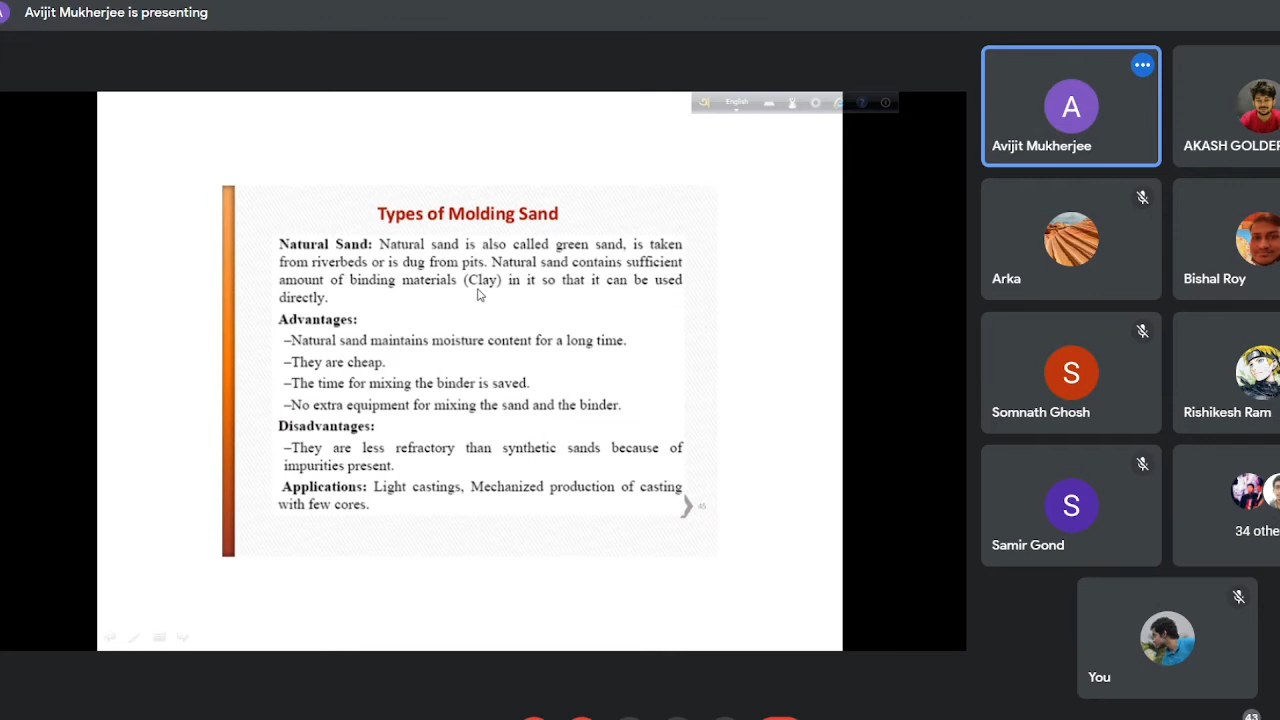 Avijit Mukherjee is presenting
English
Types of Molding Sand
Natural Sand: Natural sand is also called green sand, is taken
from riverbeds or is dug from pits. Natural sand contains sufficient
amount of binding materials (Clay) in it so that it can be used
directly.
Advantages:
–Natural sand maintains moisture content for a long time.
–They are cheap.
–The time for mixing the binder is saved.
–No extra equipment for mixing the sand and the binder.
Disadvantages:
–They are less refractory than synthetic sands because of
impurities present.
Applications: Light castings, Mechanized production of casting
with few cores.
45
A
Avijit Mukherjee
AKASH GOLDER
Arka
Bishal Roy
S
Somnath Ghosh
Rishikesh Ram
S
Samir Gond
34 othe
You
43